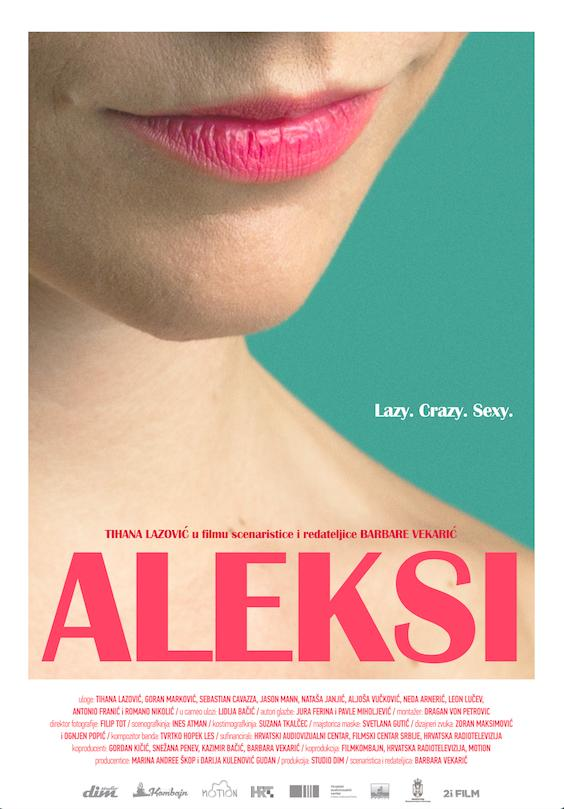 Lazy. Crazy. Sexy.
TIHANA LAZOVIĆ u filmu scenaristice i redateljice BARBARE VEKARIĆ
ALEKSI
uloge: TIHANA LAZOVIĆ, GORAN MARKOVIĆ, SEBASTIAN CAVAZZA, JASON MANN, NATAŠA JANJIĆ, ALJOŠA VUČKOVIĆ, NEDA ARNERIĆ, LEON LUČEV,
ANTONIO FRANIĆ i ROMANO NIKOLIĆ / u cameo ulozi: LIDIJA BAČIĆ / autori glazbe: JURA FERINA i PAVLE MIHOLJEVIĆ / montažer: DRAGAN VON PETROVIC
direktor fotografije: FILIP TOT / scenografkinja: INES ATMAN / kostimografkinja: SUZANA TKALČEC / majstorica maske: SVETLANA GUTIĆ / dizajneri zvuka: ZORAN MAKSIMOVIĆ
i OGNJEN POPIĆ / kompozitor benda: TVRTKO HOPEK LES / sufinancirali: HRVATSKI AUDIOVIZUALNI CENTAR, FILMSKI CENTAR SRBIJE, HRVATSKA RADIOTELEVIZIJA
koproducenti: GORDAN KIČIĆ, SNEŽANA PENEV, KAZIMIR BAČIĆ, BARBARA VEKARIĆ / koprodukcija: FILMKOMBAJN, HRVATSKA RADIOTELEVIZIJA, MOTION
producentice: MARINA ANDREE ŠKOP i DARIJA KULENOVIĆ GUDAN / produkcija: STUDIO DIM / scenaristica i redateljica: BARBARA VEKARIĆ
studio dim Kombajn MOTION HRT 2i FILM